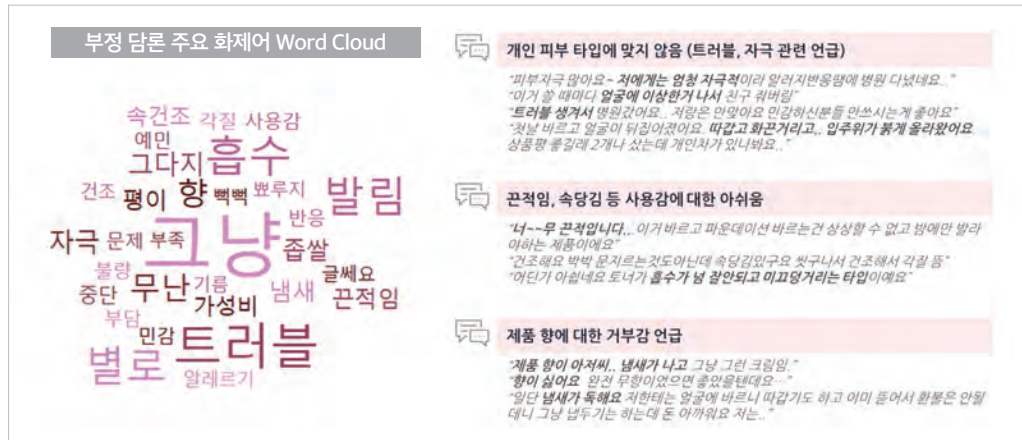 부정 담론 주요 화제어 Word Cloud
속건조 각질 사용감
예민
그다지 흡수
건조 평이 향 뻑뻑 뾰루지 발림
그냥 반응
자극 문제 부족 좁쌀
불량 글쎄요
중단 무난 기름 냄새 끈적임
가성비
부담
민감 트러블
별로
알레르기
개인 피부 타입에 맞지 않음 (트러블, 자극 관련 언급)
"피부자극 많아요~ 저에게는 엄청 자극적이라 알러지반응땜에 병원 다녔네요.."
"이거 쓸 때마다 얼굴에 이상한거 나서 친구 줘버림"
"트러블 생겨서 병원갔어요.. 저랑은 안맞아요 민감하신분들 안쓰시는게 좋아요"
"첫날 바르고 얼굴이 뒤집어졌어요. 따갑고 화끈거리고.. 입주위가 붉게 올라왔어요.
상품평 좋길래 2개나 샀는데 개인차가 있나봐요.."
끈적임, 속당김 등 사용감에 대한 아쉬움
"너~~무 끈적입니다.. 이거 바르고 파운데이션 바르는건 상상할 수 없고 밤에만 발라
야하는 제품이에요"
"건조해요 박박 문지르는것도아닌데 속당김있구요 씻구나서 건조해서 각질 뜸"
"어딘가 아쉽네요 토너가 흡수가 넘 잘안되고 미끄덩거리는 타입이예요"
제품 향에 대한 거부감 언급
"제품 향이 아저씨.. 냄새가 나고 그냥 그런 크림임."
"향이 싫어요 완전 무향이었으면 좋았을텐데요…"
"일단 냄새가 독해요 저한테는 얼굴에 바르니 따갑기도 하고 이미 뜯어서 환불은 안될
테니 그냥 냅두기는 하는데 돈 아까워요 저는.."